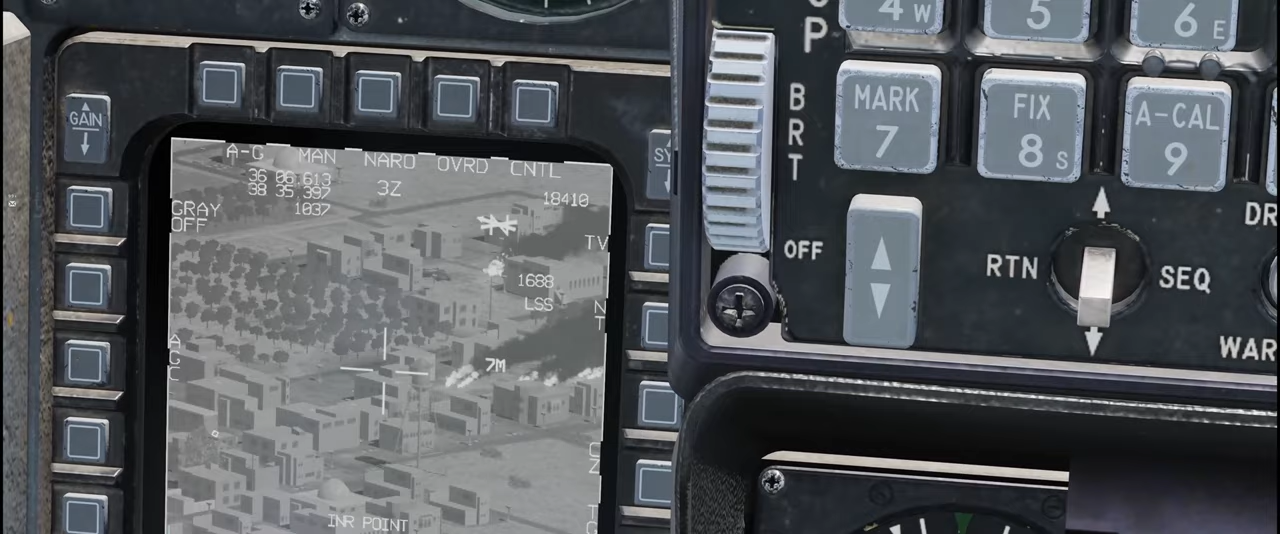 4 W
5
6 E
P
GAIN
BRT
MARK
7
FIX
8 S
A-CAL
9
A-G MAN NARO OVRD CNTL
36 06.613
38 35.397
1037
3Z
18410
GRAY
OFF
TV
OFF
RTN
SEQ
1688
LSS
7M
INR POINT